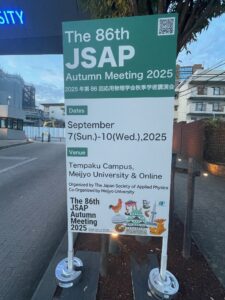 SITY
The 86th
JSAP
Autumn Meeting 2025
2025年第86回応用物理学会秋季学術講演会
Dates
September
7(Sun.)-10(Wed.),2025
Venue
Tempaku Campus,
Meijyo University & Online
Organized by The Japan Society of Applied Physics
Co-Organized by Meijyo University
The 86th
JSAP
Autumn
Meeting
2025